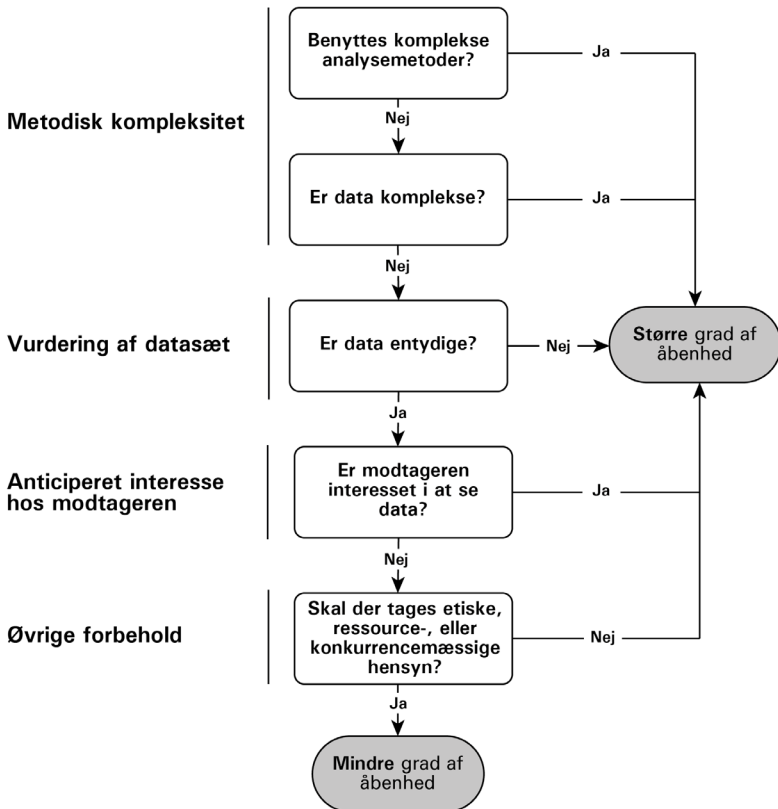 Benyttes komplekse
analysemetoder?
Ja
Nej
Metodisk kompleksitet
Er data komplekse?
Ja
Nej
Vurdering af datasæt
Er data entydige?
Nej
Større grad af
åbenhed
Ja
Anticiperet interesse
hos modtageren
Er modtageren
interesset i at se
data?
Ja
Nej
Øvrige forbehold
Skal der tages etiske,
ressource-, eller
konkurrencemæssige
hensyn?
Nej
Ja
Mindre grad af
åbenhed